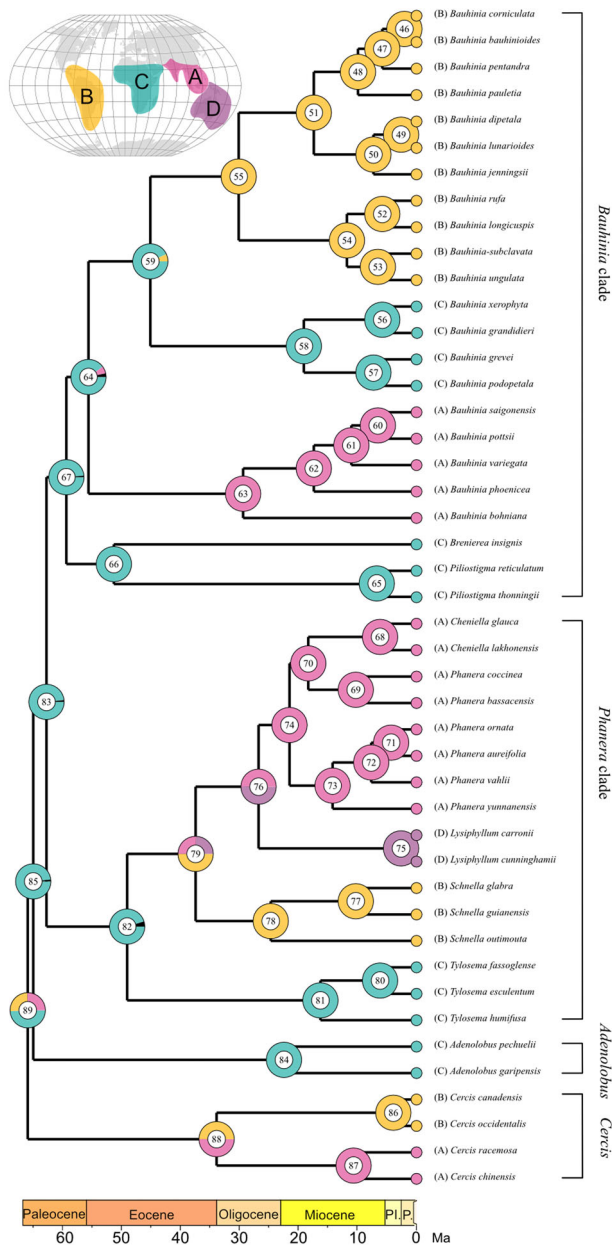 (B) Bauhinia corniculata
46
(B) Bauhinia bauhinioides
47
A
(B) Bauhinia pentandra
C
48
B
(B) Bauhinia pauletia
D
51
(B) Bauhinia dipetala
49
(B) Bauhinia lunarioides
50
(B) Bauhinia jenningsii
55
(B) Bauhinia rufa
52
(B) Bauhinia longicuspis
54
(B) Bauhinia-subclavata
59
53
(B) Bauhinia ungulata
Bauhinia clade
(C) Bauhinia xerophyta
56
(C) Bauhinia grandidieri
58
(C) Bauhinia grevei
57
64
(C) Bauhinia podopetala
(A) Bauhinia saigonensis
60
(A) Bauhinia pottsii
61
(A) Bauhinia variegata
62
67
(A) Bauhinia phoenicea
63
(A) Bauhinia bohniana
(C) Brenierea insignis
66
(C) Piliostigma reticulatum
65
(C) Piliostigma thonningii
(A) Cheniella glauca
68
(A) Cheniella lakhonensis
70
(A) Phanera coccinea
69
83
(A) Phanera bassacensis
74
(A) Phanera ornata
71
(A) Phanera aureifolia
72
76
(A) Phanera vahlii
73
(A) Phanera yunnanensis
Phanera clade
(D) Lysiphyllum carronii
79
75
(D) Lysiphyllum cunninghamii
85
(B) Schnella glabra
77
(B) Schnella guianensis
82
78
(B) Schnella outimouta
(C) Tylosema fassoglense
80
(C) Tylosema esculentum
81
89
(C) Tylosema humifusa
(C) Adenolobus pechuelii
84
Adenolobus
(C) Adenolobus garipensis
(B) Cercis canadensis
86
(B) Cercis occidentalis
88
Cercis
(A) Cercis racemosa
87
(A) Cercis chinensis
Paleocene Eocene Oligocene Miocene Pl. P.
60 50 40 30 20 10 0 Ma